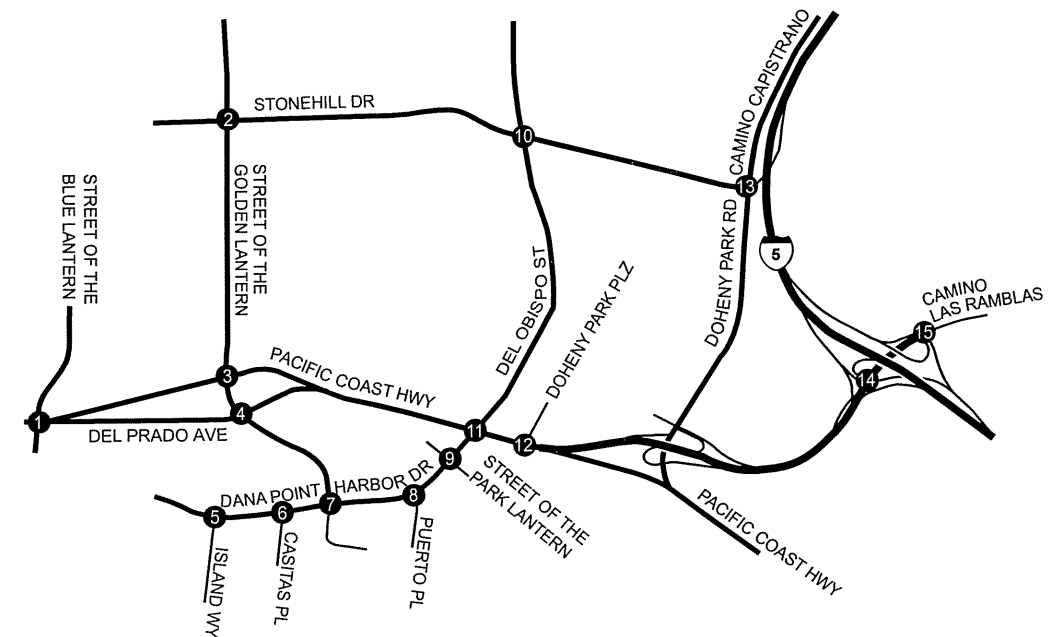 STONEHILL DR
CAMINO CAPISTRANO
2
10
13
STREET OF THE
BLUE LANTERN
STREET OF THE
GOLDEN LANTERN
DOHENY PARK RD
5
DEL OBISPO ST
DOHENY PARK PLZ
CAMINO
LAS RAMBLAS
15
14
3
PACIFIC COAST HWY
4
1
DEL PRADO AVE
11
12
9
STREET OF THE
PARK LANTERN
DANA POINT HARBOR DR
5
6
7
8
PACIFIC COAST HWY
ISLAND WY
CASITAS PL
PUERTO PL